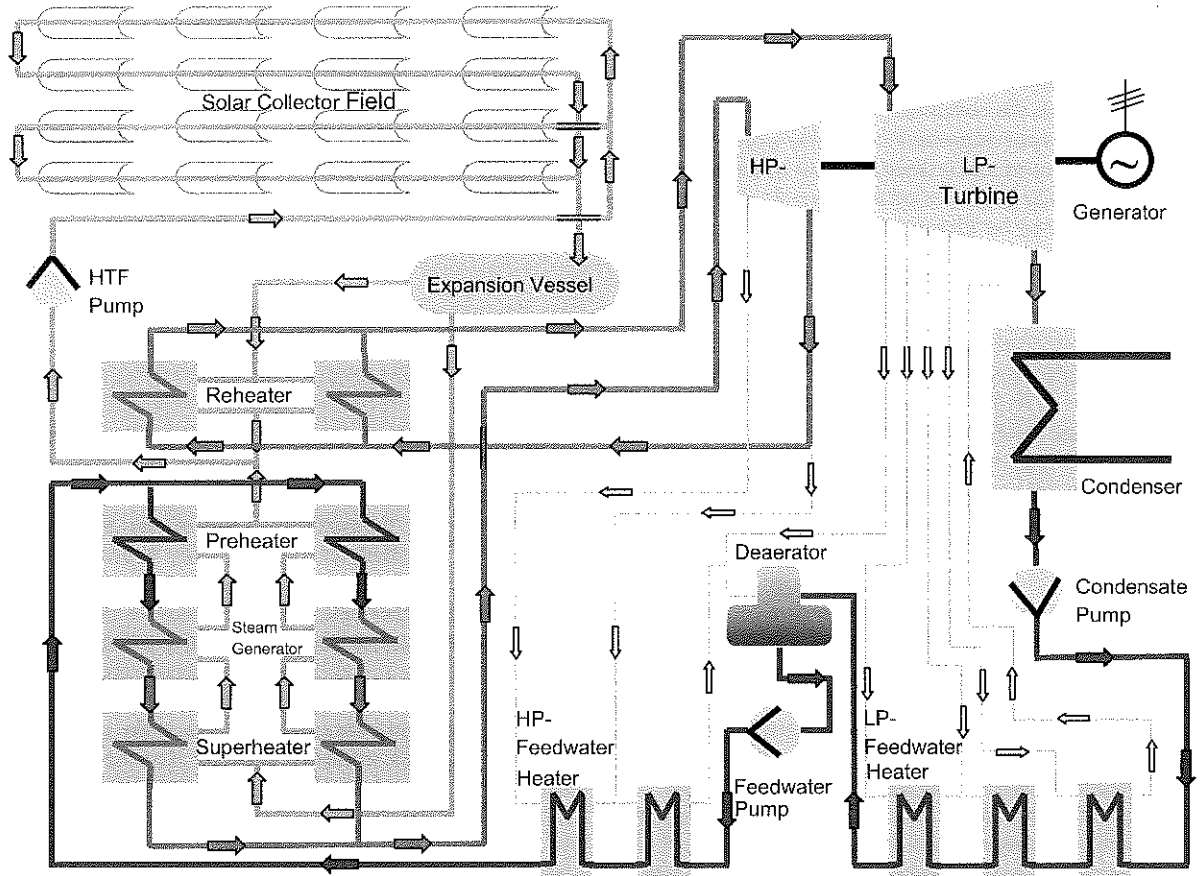 Solar Collector Field
HP-
LP-
Turbine
Generator
HTF
Pump
Expansion Vessel
Reheater
Condenser
Preheater
Deaerator
Condensate
Pump
Steam
Generator
HP-
Feedwater
Heater
LP-
Feedwater
Heater
Superheater
Feedwater
Pump